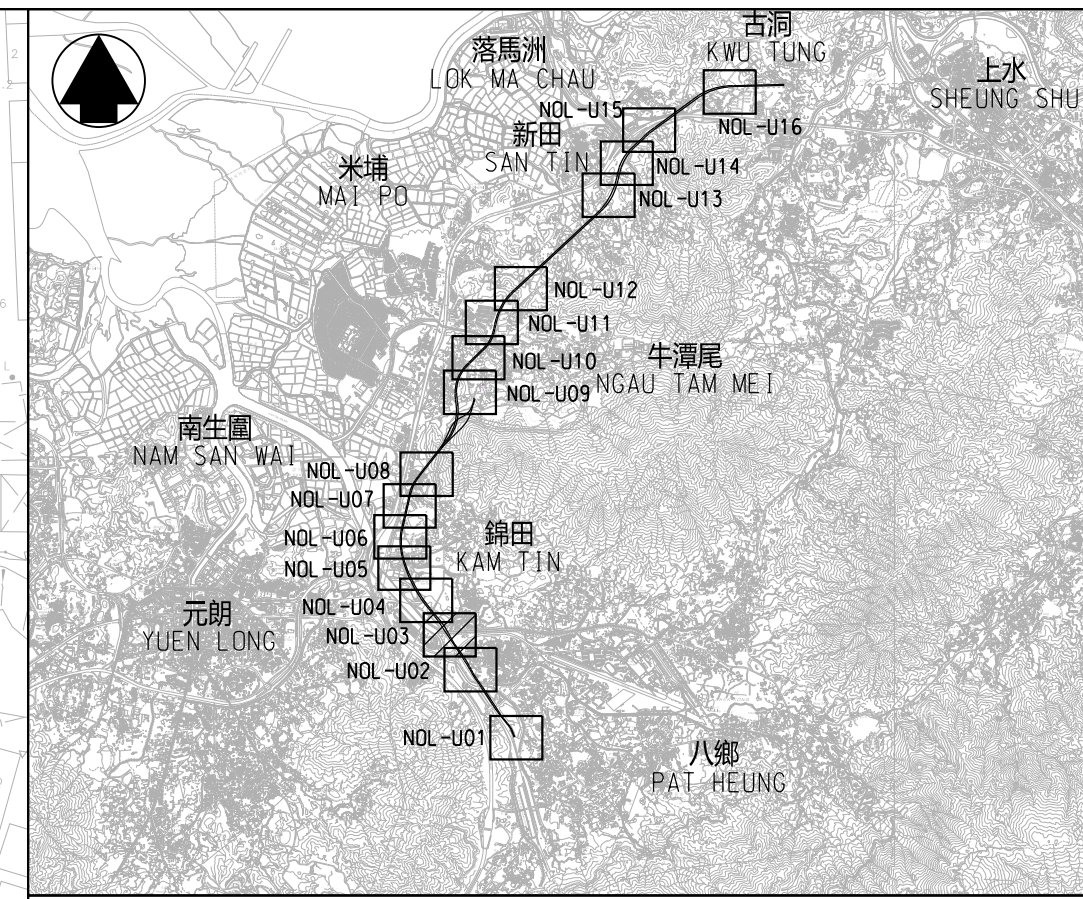 古洞
KWU TUNG
落馬洲
LOK MA CHAU
上水
SHEUNG SHU
NOL-U15
NOL-U16
新田
SAN TIN
NOL-U14
米埔
MAI PO
NOL-U13
NOL-U12
NOL-U11
牛潭尾
NGAU TAM MEI
NOL-U10
NOL-U09
南生圍
NAM SAN WAI
NOL-U08
NOL-U07
NOL-U06
錦田
KAM TIN
NOL-U05
NOL-U04
元朗
YUEN LONG
NOL-U03
NOL-U02
NOL-U01
八鄉
PAT HEUNG